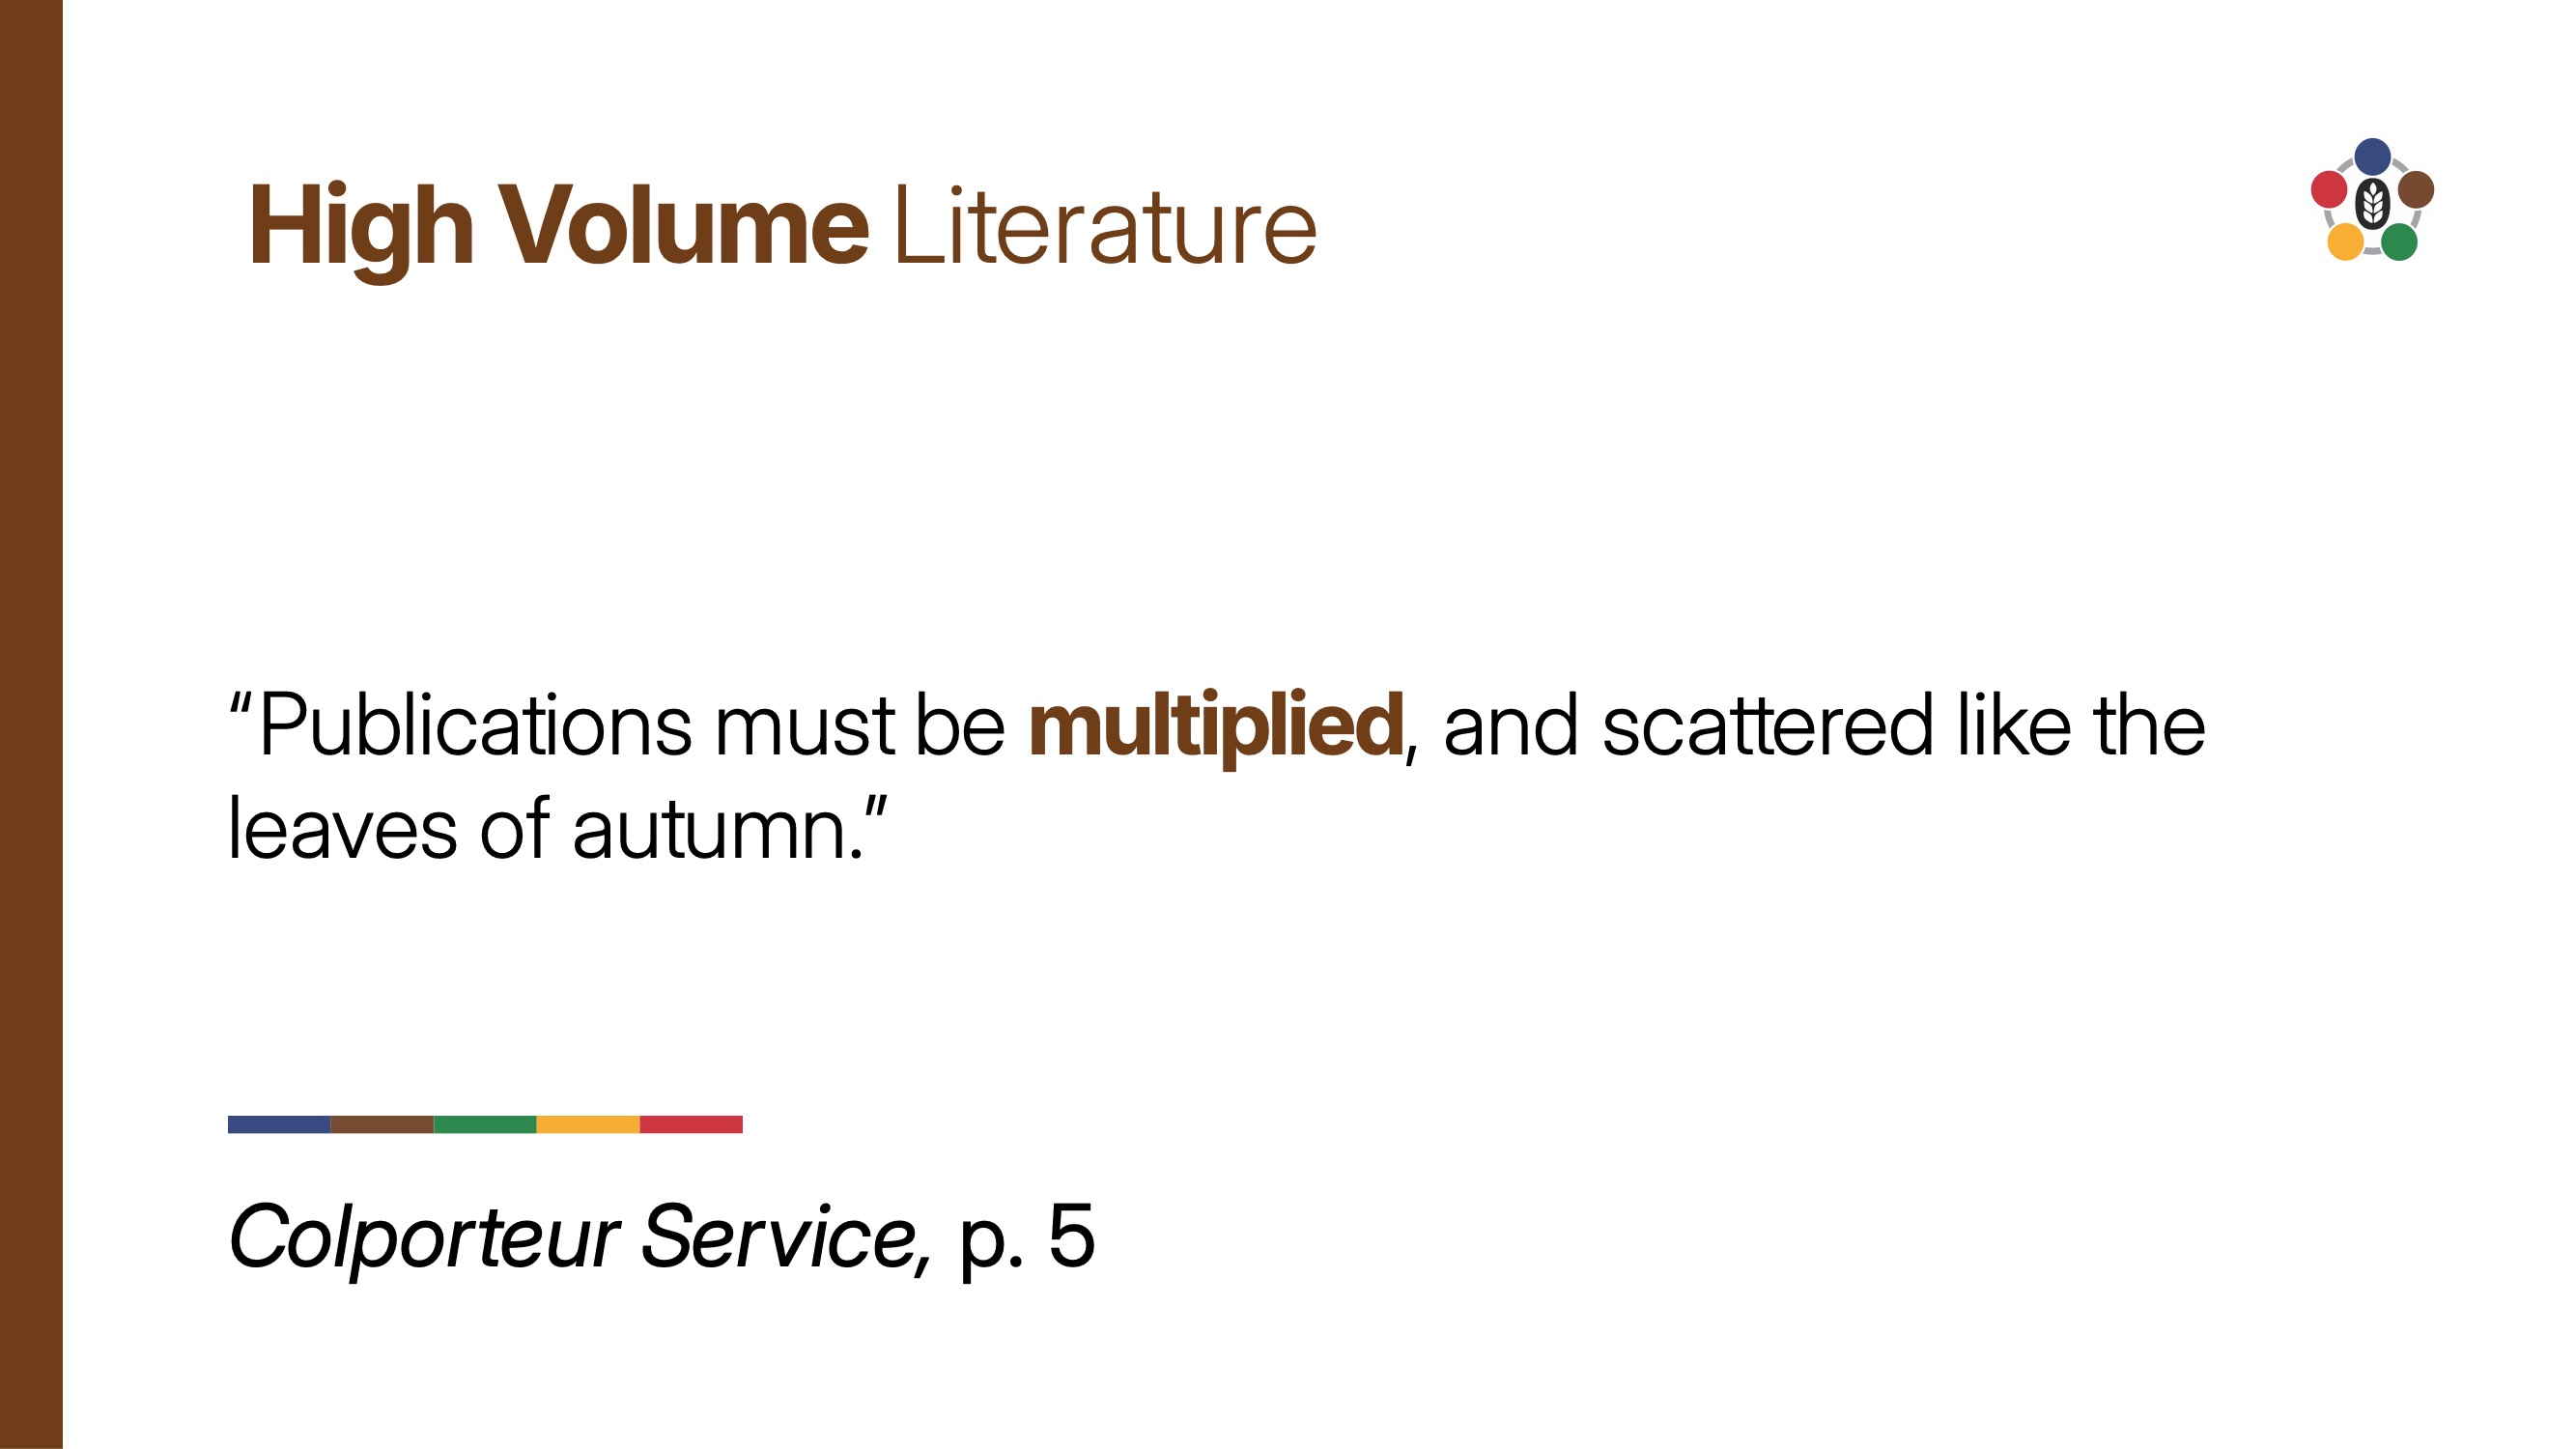 High Volume Literature
“Publications must be multiplied, and scattered like the
leaves of autumn.”
Colporteur Service, p. 5